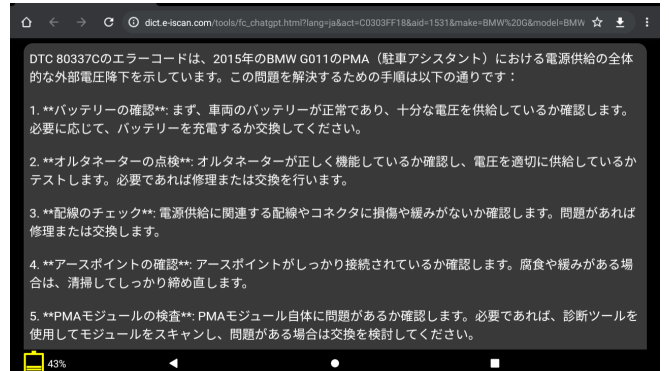 dict.e-iscan.com/tools/fc_chatgpt.html?lang=ja&act=C0303FF18&aid=1531&make=BMW%20G&model=BMW
DTC 80337Cのエラーコードは、2015年のBMW G011のPMA（駐車アシスタント）における電源供給の全体
的な外部電圧降下を示しています。この問題を解決するための手順は以下の通りです：
1. **バッテリーの確認**: まず、車両のバッテリーが正常であり、十分な電圧を供給しているか確認します。
必要に応じて、バッテリーを充電するか交換してください。
2. **オルタネーターの点検**: オルタネーターが正しく機能しているか確認し、電圧を適切に供給しているか
テストします。必要であれば修理または交換を行います。
3. **配線のチェック**: 電源供給に関連する配線やコネクタに損傷や緩みがないか確認します。問題があれば
修理または交換します。
4. **アースポイントの確認**: アースポイントがしっかり接続されているか確認します。腐食や緩みがある場
合は、清掃してしっかり締め直します。
5. **PMAモジュールの検査**: PMAモジュール自体に問題があるか確認します。必要であれば、診断ツールを
使用してモジュールをスキャンし、問題がある場合は交換を検討してください。
43%